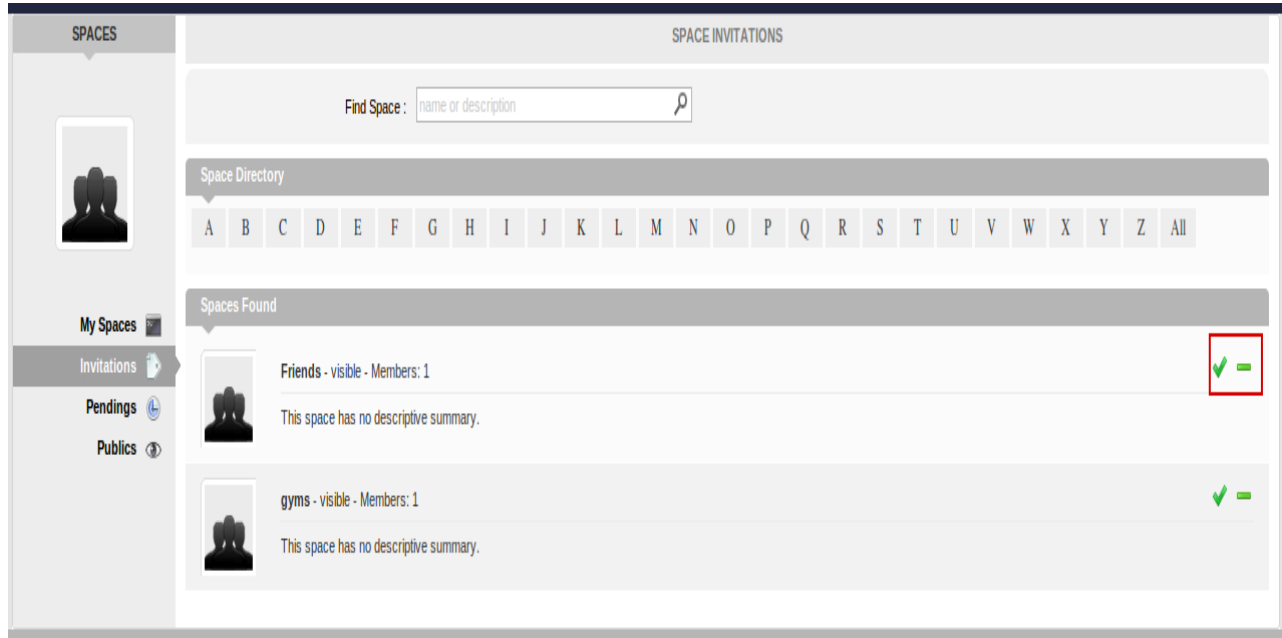 SPACES
SPACE INVITATIONS
Find Space : name or description
Space Directory
A B C D E F G H I J K L M N O P Q R S T U V W X Y Z All
Spaces Found
My Spaces
Invitations
Pendings
Publics
Friends - visible - Members: 1
This space has no descriptive summary.
gyms - visible - Members: 1
This space has no descriptive summary.